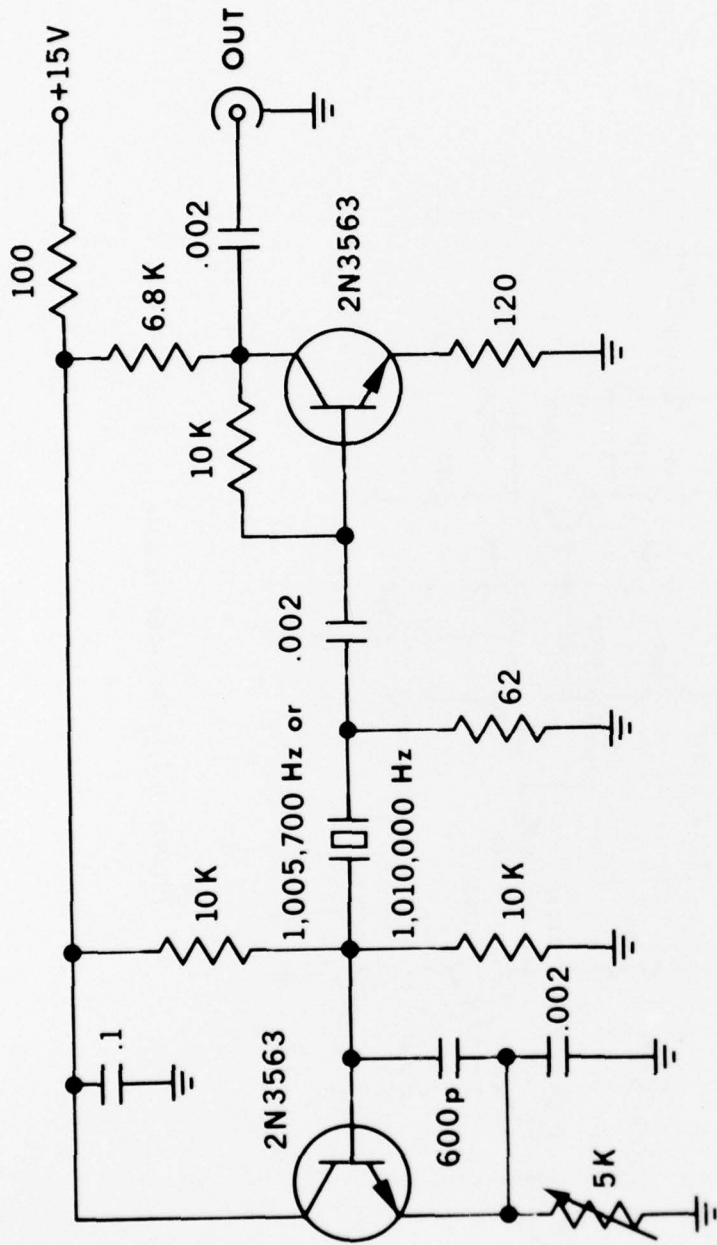 100
+15V
.1
10K
6.8K
.002
OUT
2N3563
10K
1,005,700 Hz or
.002
2N3563
600p
.002
1,010,000 Hz
10K
62
120
5K